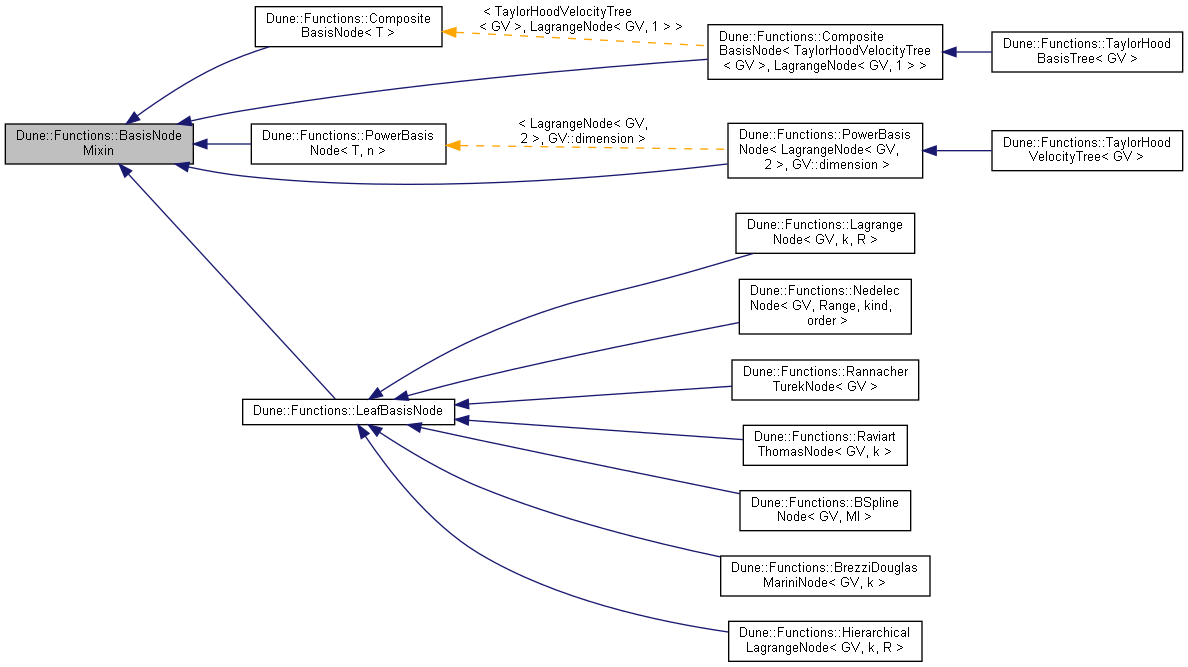 Dune::Functions::BasisNode
Mixin
Dune::Functions::Composite
BasisNode< T >
< TaylorHoodVelocityTree
< GV >, LagrangeNode< GV, 1 > >
Dune::Functions::Composite
BasisNode< TaylorHoodVelocityTree
< GV >, LagrangeNode< GV, 1 > >
Dune::Functions::TaylorHood
BasisTree< GV >
Dune::Functions::PowerBasis
Node< T, n >
< LagrangeNode< GV,
2 >, GV::dimension >
Dune::Functions::PowerBasis
Node< LagrangeNode< GV,
2 >, GV::dimension >
Dune::Functions::TaylorHood
VelocityTree< GV >
Dune::Functions::LeafBasisNode
Dune::Functions::Lagrange
Node< GV, k, R >
Dune::Functions::Nedelec
Node< GV, Range, kind,
order >
Dune::Functions::Rannacher
TurekNode< GV >
Dune::Functions::Raviart
ThomasNode< GV, k >
Dune::Functions::BSpline
Node< GV, MI >
Dune::Functions::BrezziDouglas
MariniNode< GV, k >
Dune::Functions::Hierarchical
LagrangeNode< GV, k, R >